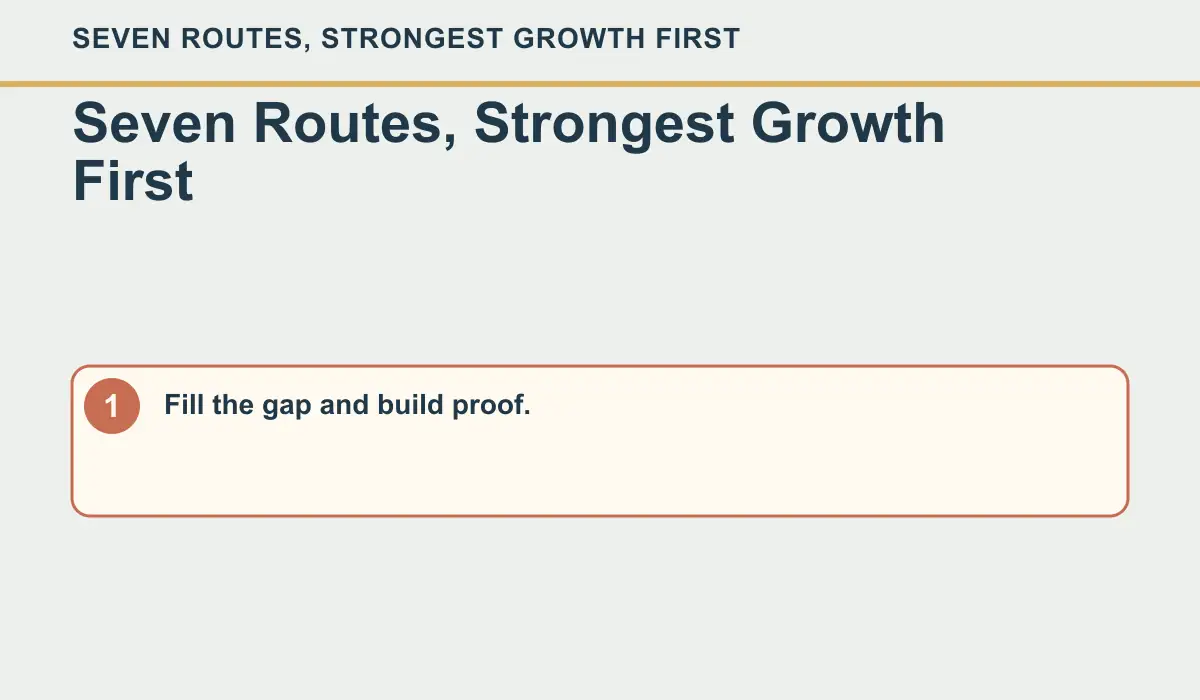 SEVEN ROUTES, STRONGEST GROWTH FIRST
Seven Routes, Strongest Growth
First
1
Fill the gap and build proof.